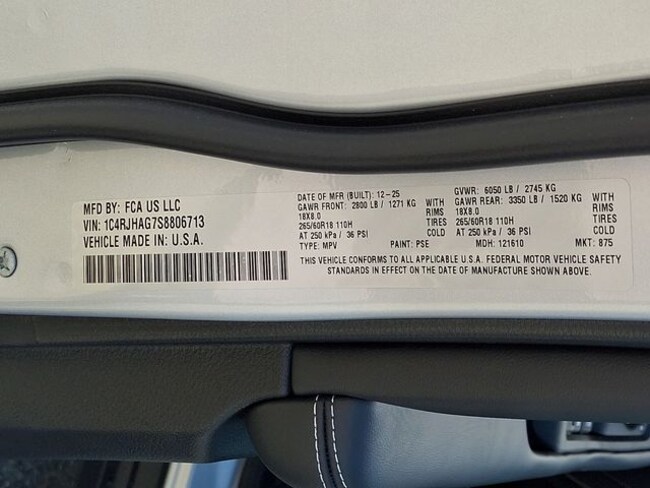 MFD BY: FCA US LLC
VIN: 1C4RJHAG7S8806713
VEHICLE MADE IN: U.S.A.
DATE OF MFR (BUILT): 12-25
GAWR FRONT: 2800 LB / 1271 KG WITH
18X8.0 RIMS
265/60R18 110H TIRES
AT 250 kPa / 36 PSI COLD
TYPE: MPV PAINT: PSE
GVWR: 6050 LB / 2745 KG
GAWR REAR: 3350 LB / 1520 KG WITH
18X8.0 RIMS
265/60R18 110H TIRES
AT 250 kPa / 36 PSI COLD
MDH: 121610 MKT: 875
THIS VEHICLE CONFORMS TO ALL APPLICABLE U.S.A. FEDERAL MOTOR VEHICLE SAFETY
STANDARDS IN EFFECT ON THE DATE OF MANUFACTURE SHOWN ABOVE.